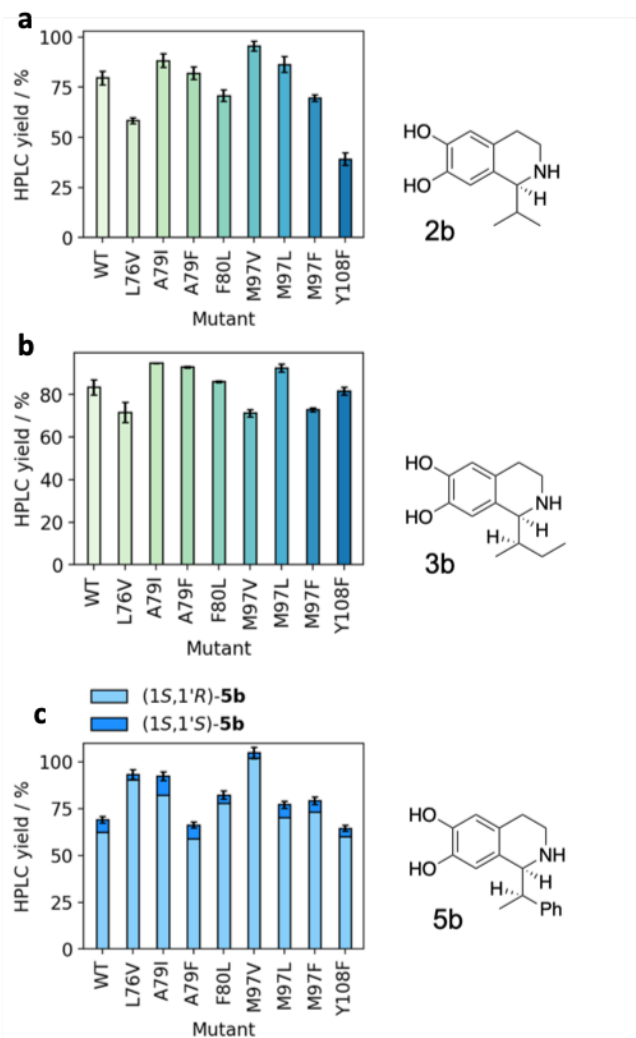 a
HPLC yield / %
100
75
50
25
0
WT
L76V
A79I
A79F
F80L
M97V
M97L
M97F
Y108F
Mutant
HO
HO
NH
H
2b
b
HPLC yield / %
80
60
40
20
0
WT
L76V
A79I
A79F
F80L
M97V
M97L
M97F
Y108F
Mutant
HO
HO
NH
H
H
3b
(1S,1'R)-5b
(1S,1'S)-5b
c
HPLC yield / %
100
75
50
25
0
WT
L76V
A79I
A79F
F80L
M97V
M97L
M97F
Y108F
Mutant
HO
HO
NH
H
H
Ph
5b